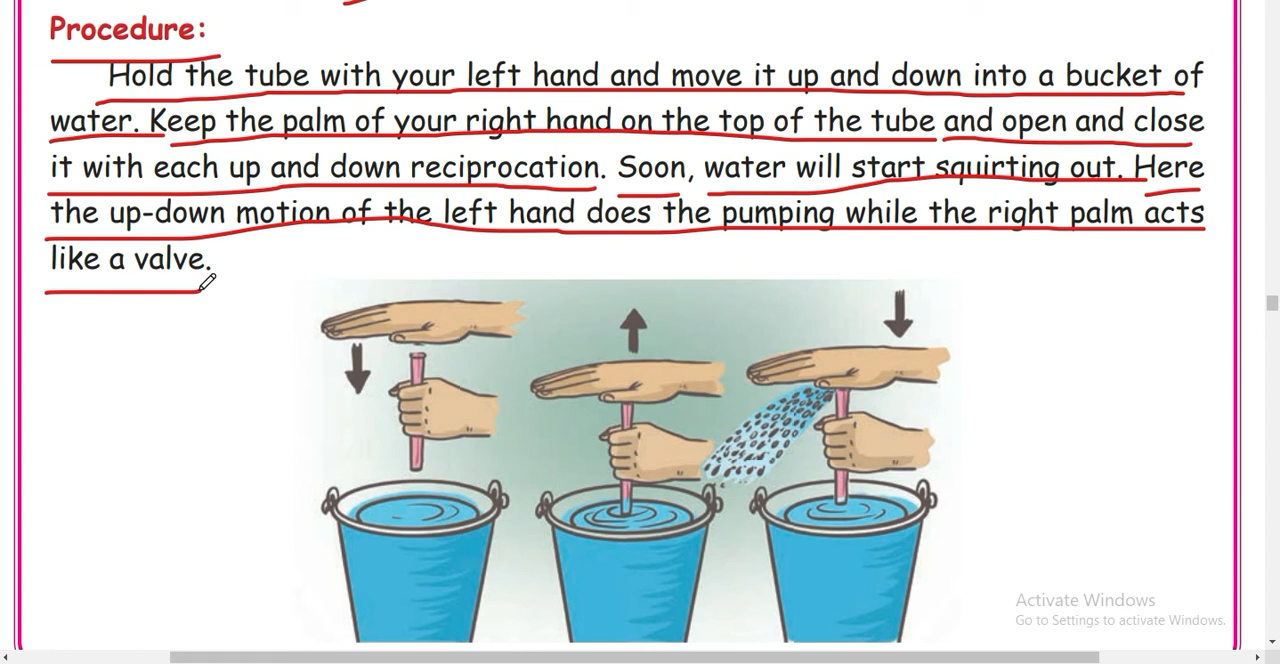 Procedure:
Hold the tube with your left hand and move it up and down into a bucket of
water. Keep the palm of your right hand on the top of the tube and open and close
it with each up and down reciprocation. Soon, water will start squirting out. Here
the up-down motion of the left hand does the pumping while the right palm acts
like a valve.
Activate Windows
Go to Settings to activate Windows.